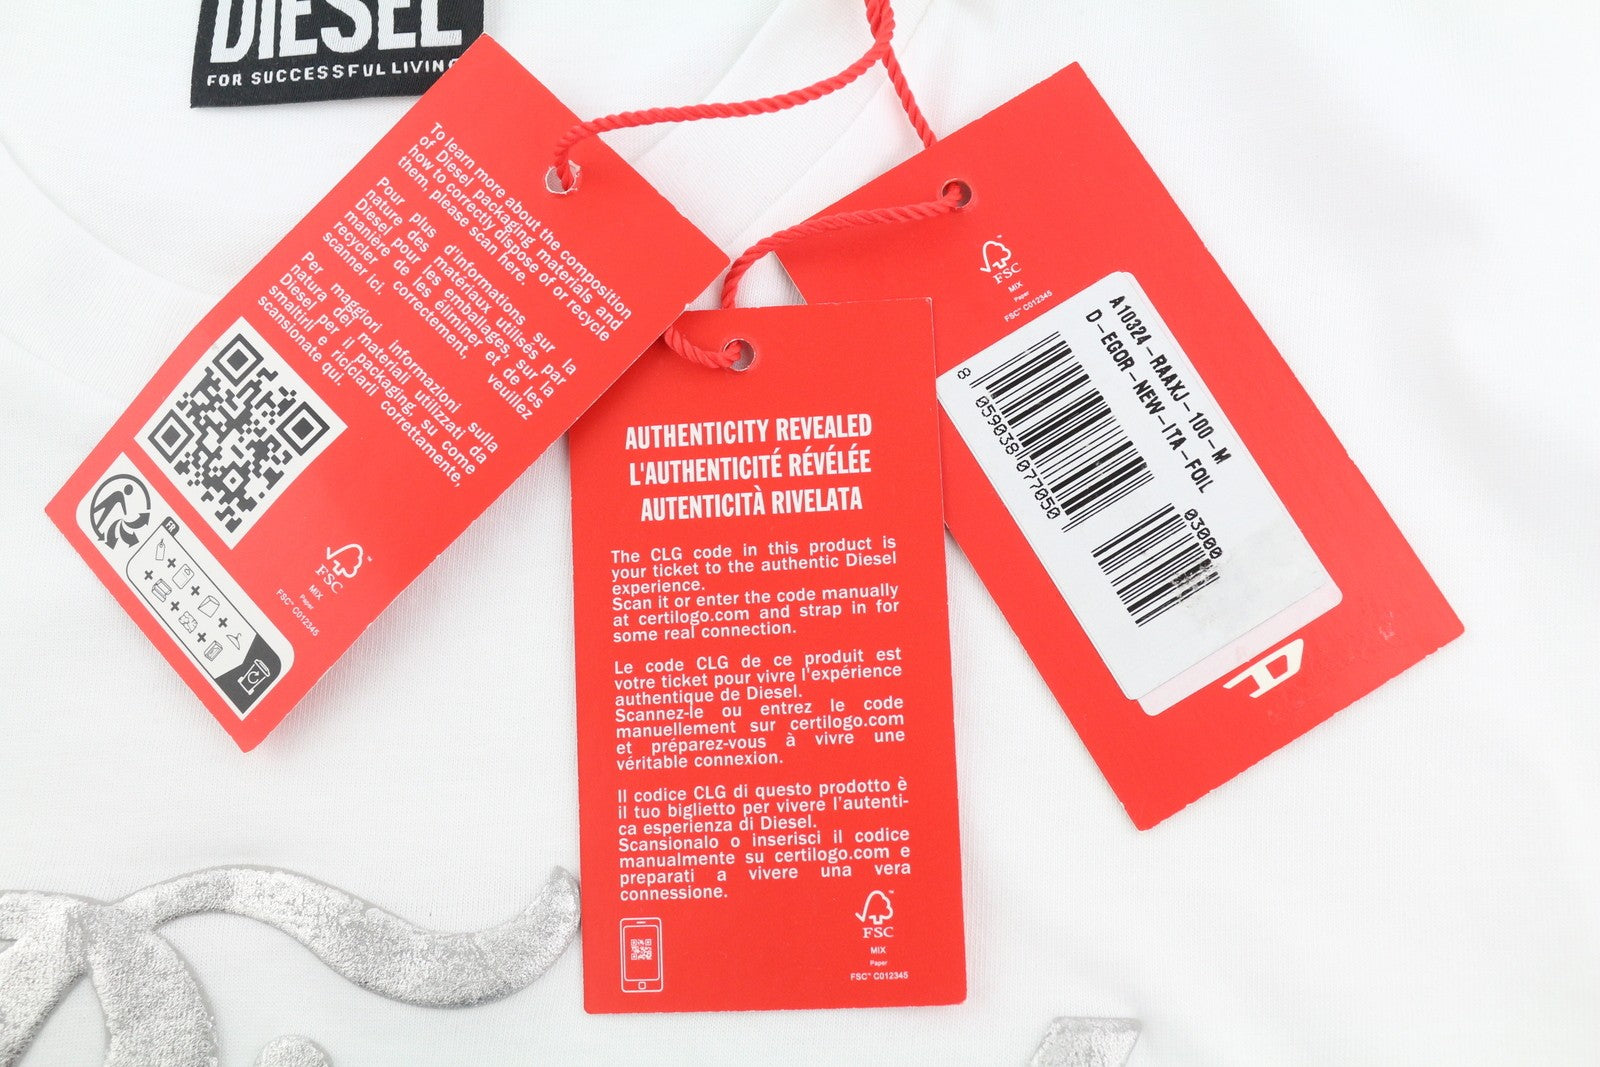 DIESEL
FOR SUCCESSFUL LIVING
To learn more about the composition
of Diesel packaging materials and
how to correctly dispose of or recycle
them, please scan here.
Pour plus d'informations sur la
nature des matériaux utilisés par
Diesel pour les emballages, sur la
manière de les éliminer et de les
recycler correctement, veuillez
scanner ici.
Per maggiori informazioni sulla
natura dei materiali utilizzati da
Diesel per il packaging, su come
smaltirli e riciclarli correttamente,
scansionate qui.
FR
FSC™
MIX
Paper
FSC™ C012345
AUTHENTICITY REVEALED
L'AUTHENTICITÉ RÉVÉLÉE
AUTENTICITÀ RIVELATA
The CLG code in this product is
your ticket to the authentic Diesel
experience.
Scan it or enter the code manually
at certilogo.com and strap in for
some real connection.
Le code CLG de ce produit est
votre ticket pour vivre l'expérience
authentique de Diesel.
Scannez-le ou entrez le code
manuellement sur certilogo.com
et préparez-vous à vivre une
véritable connexion.
Il codice CLG di questo prodotto è
il tuo biglietto per vivere l'autenti-
ca esperienza di Diesel.
Scansionalo o inserisci il codice
manualmente su certilogo.com e
preparati a vivere una vera
connessione.
FSC™
MIX
Paper
FSC™ C012345
FSC™
MIX
Paper
FSC™ C012345
A10324-RAAXJ-100-M
D-EGOR-NEW-ITA-FOIL
8 059038 077050
03000
D